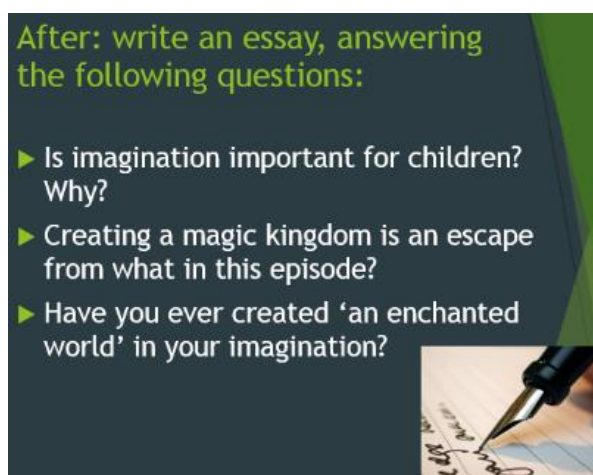 After: write an essay, answering
the following questions:
Is imagination important for children?
Why?
Creating a magic kingdom is an escape
from what in this episode?
Have you ever created ‘an enchanted
world’ in your imagination?